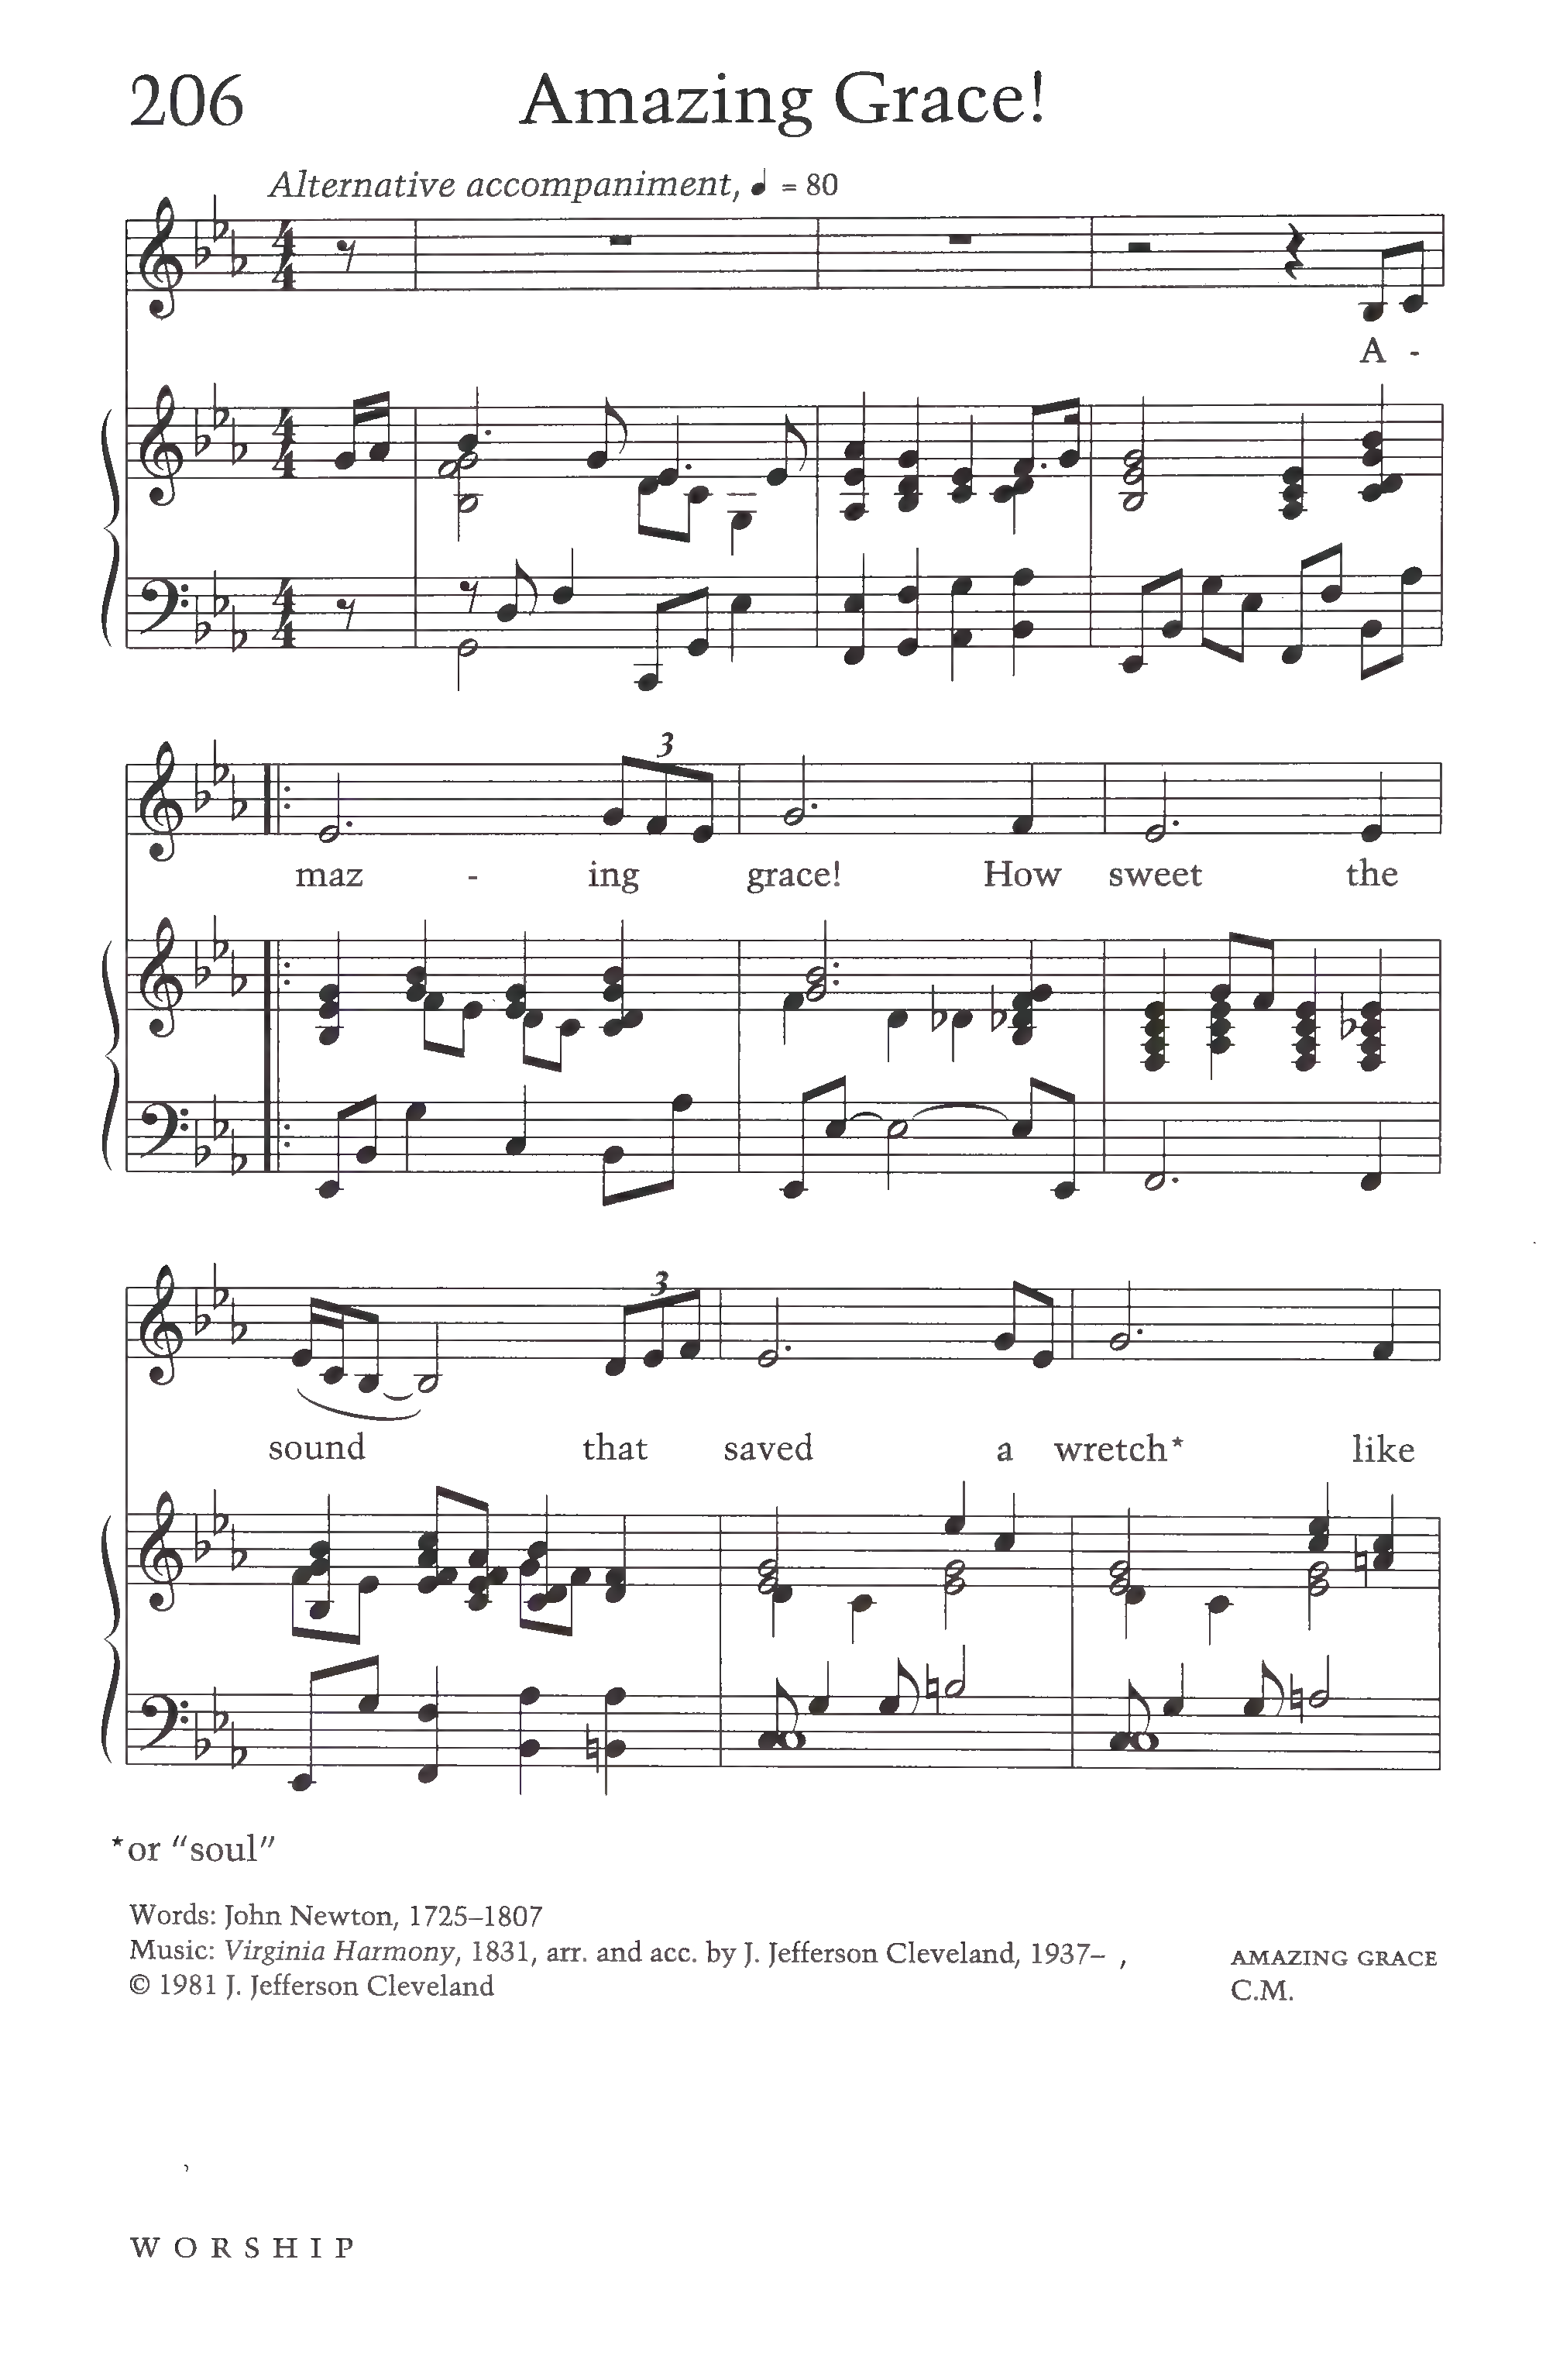 206 Amazing Grace!
Alternative accompaniment, ♩ = 80
A -
maz - ing grace! How sweet the
3
sound that saved a wretch* like
3
*or “soul”
Words: John Newton, 1725–1807
Music: Virginia Harmony, 1831, arr. and acc. by J. Jefferson Cleveland, 1937– ,
© 1981 J. Jefferson Cleveland
AMAZING GRACE
C.M.
WORSHIP